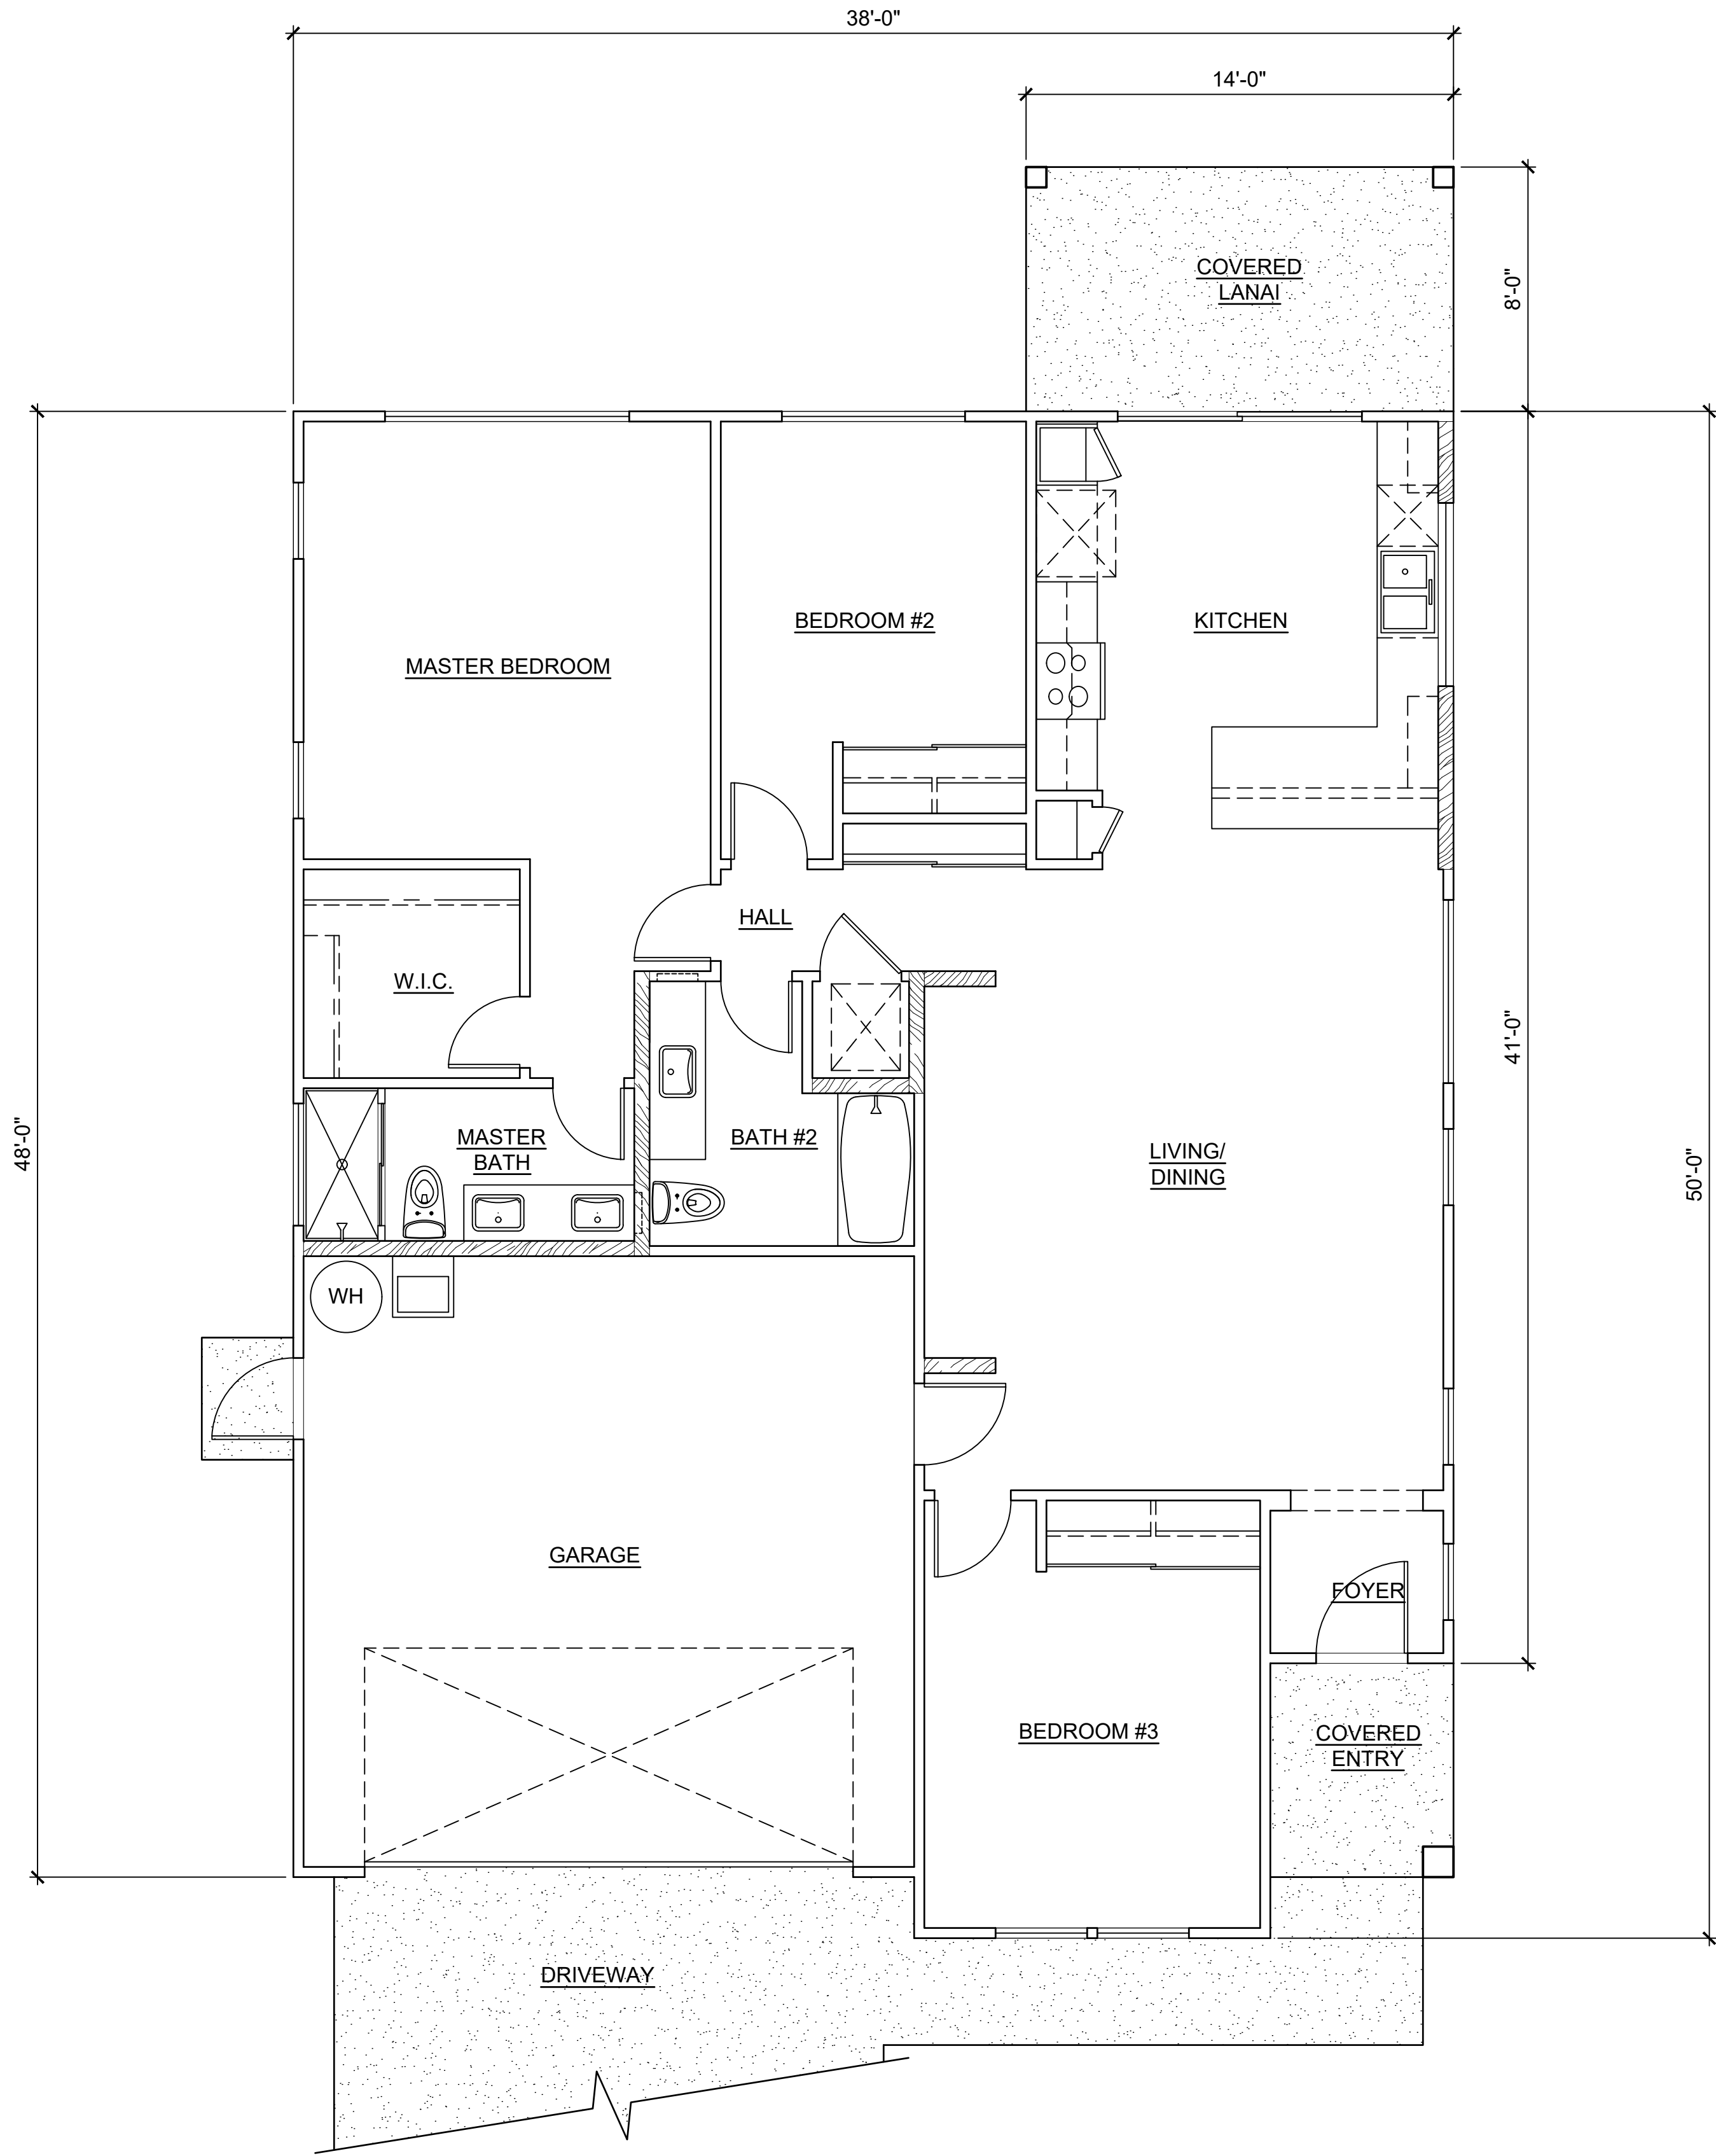 38'-0"
14'-0"
COVERED
LANAI
8'-0"
BEDROOM #2
KITCHEN
MASTER BEDROOM
HALL
W.I.C.
41'-0"
48'-0"
MASTER
BATH
BATH #2
LIVING/
DINING
50'-0"
WH
GARAGE
FOYER
BEDROOM #3
COVERED
ENTRY
DRIVEWAY